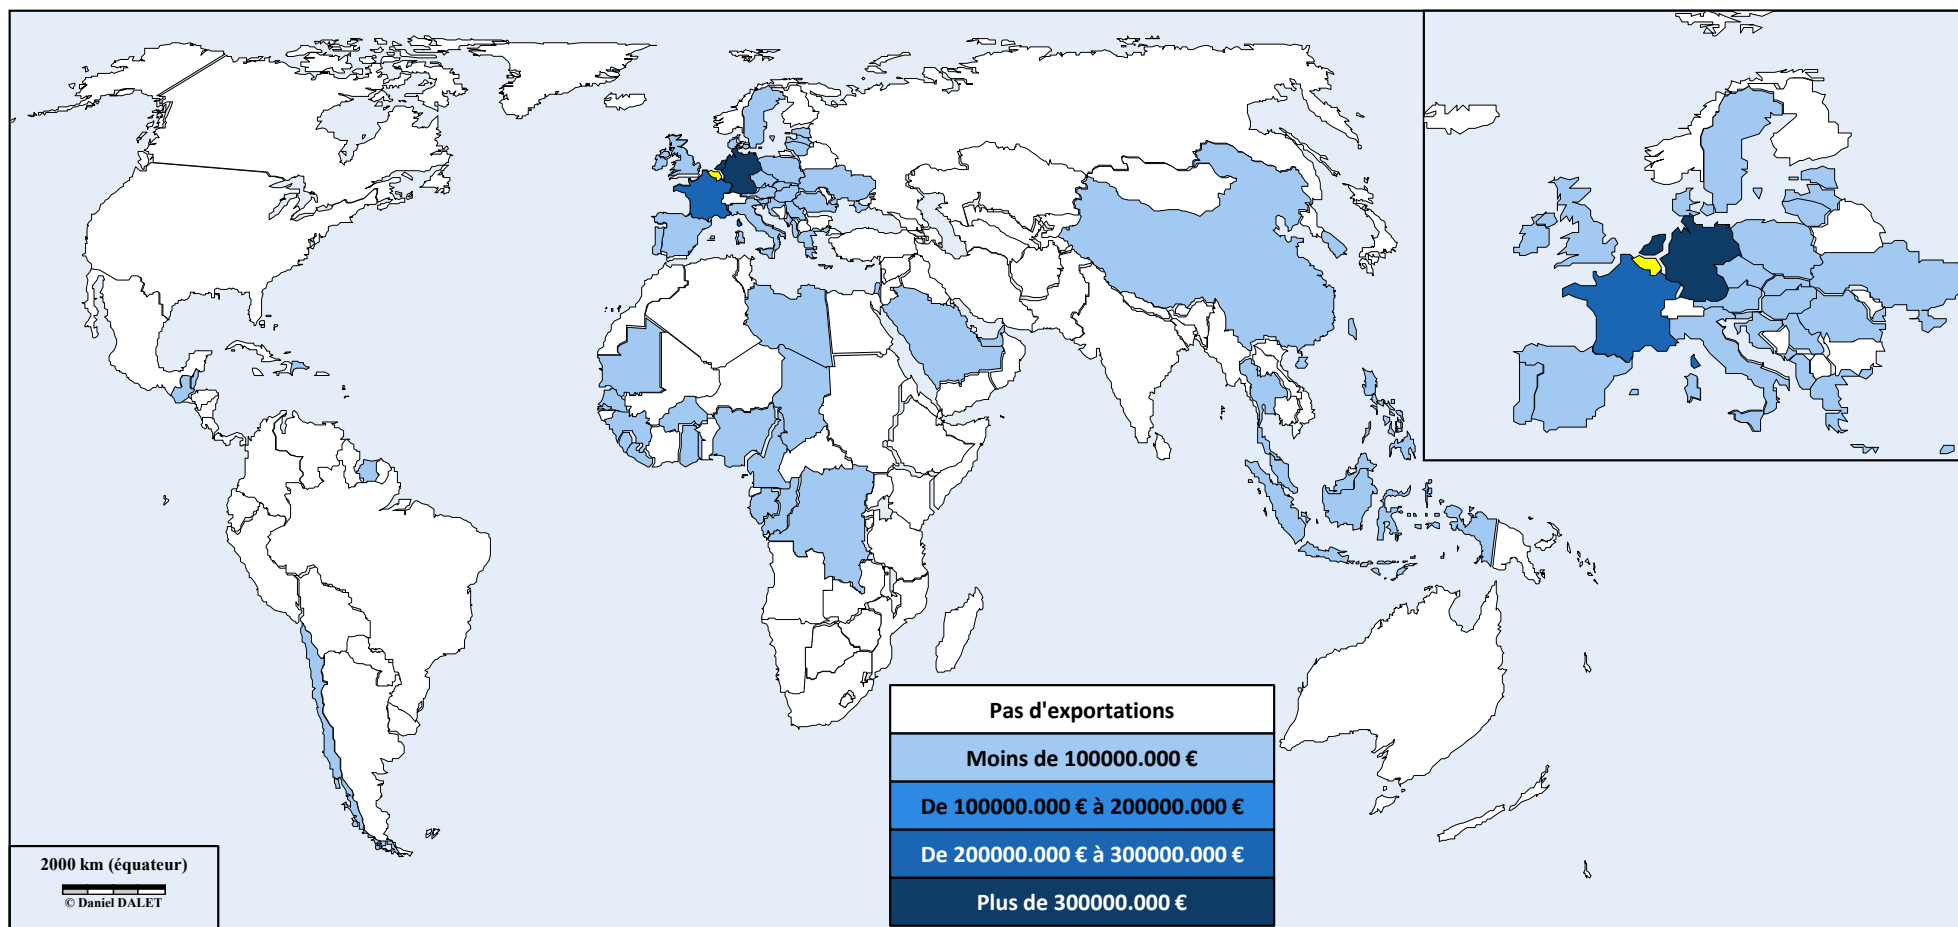 Pas d'exportations
Moins de 100000.000 €
De 100000.000 € à 200000.000 €
De 200000.000 € à 300000.000 €
Plus de 300000.000 €
2000 km (équateur)
© Daniel DALET